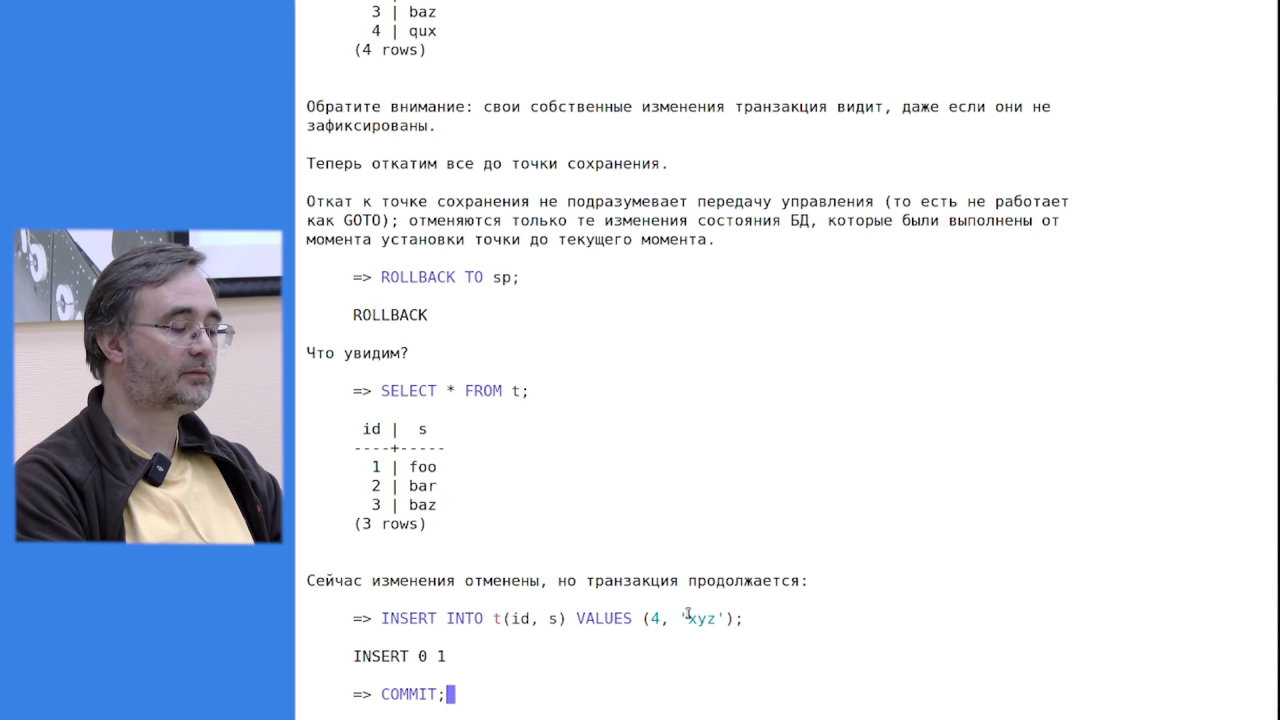 3 | baz
4 | qux
(4 rows)
Обратите внимание: свои собственные изменения транзакция видит, даже если они не
зафиксированы.
Теперь откатим все до точки сохранения.
Откат к точке сохранения не подразумевает передачу управления (то есть не работает
как GOTO); отменяются только те изменения состояния БД, которые были выполнены от
момента установки точки до текущего момента.
=> ROLLBACK TO sp;
ROLLBACK
Что увидим?
=> SELECT * FROM t;
id | s
----+-----
1 | foo
2 | bar
3 | baz
(3 rows)
Сейчас изменения отменены, но транзакция продолжается:
=> INSERT INTO t(id, s) VALUES (4, 'xyz');
INSERT 0 1
=> COMMIT;